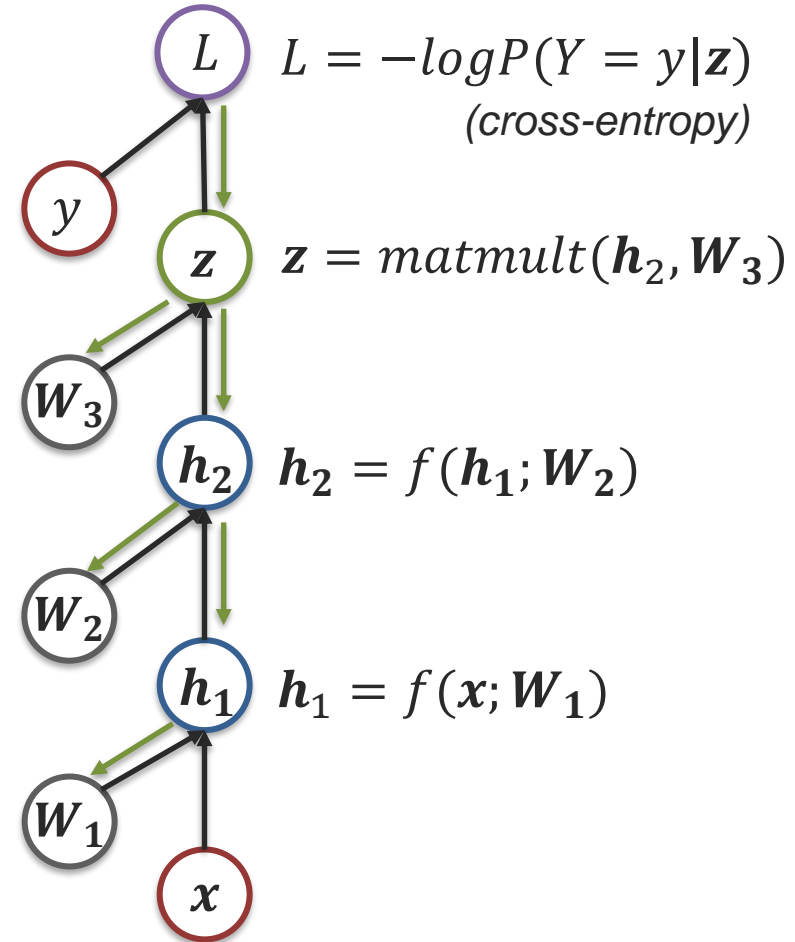 L L = −logP(Y = y|z)
(cross-entropy)
y
z z = matmult(h₂, W₃)
W₃
h₂ h₂ = f(h₁; W₂)
W₂
h₁ h₁ = f(x; W₁)
W₁
x